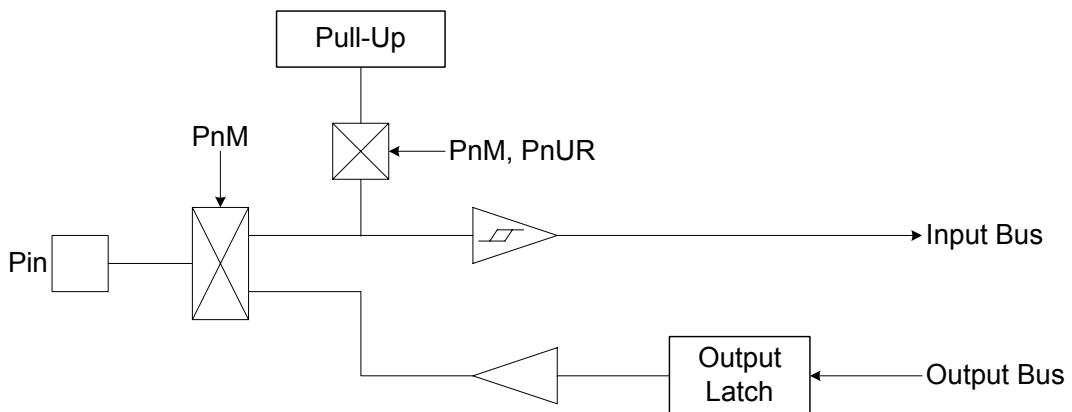 Pull-Up
PnM
PnM, PnUR
Pin
Input Bus
Output
Latch
Output Bus